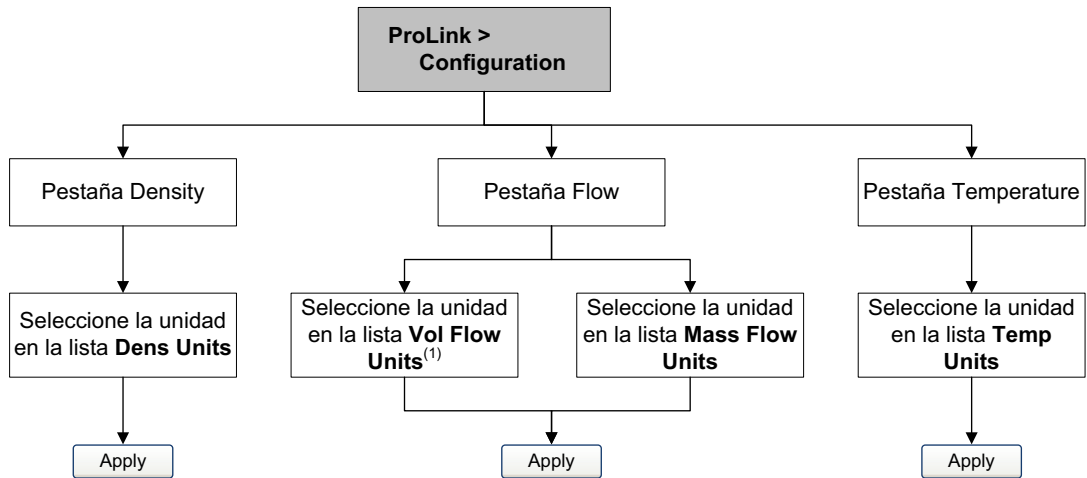 ProLink >
Configuration
Pestaña Density
Pestaña Flow
Pestaña Temperature
Seleccione la unidad
en la lista Dens Units
Seleccione la unidad
en la lista Vol Flow
Units(1)
Seleccione la unidad
en la lista Mass Flow
Units
Seleccione la unidad
en la lista Temp
Units
Apply
Apply
Apply